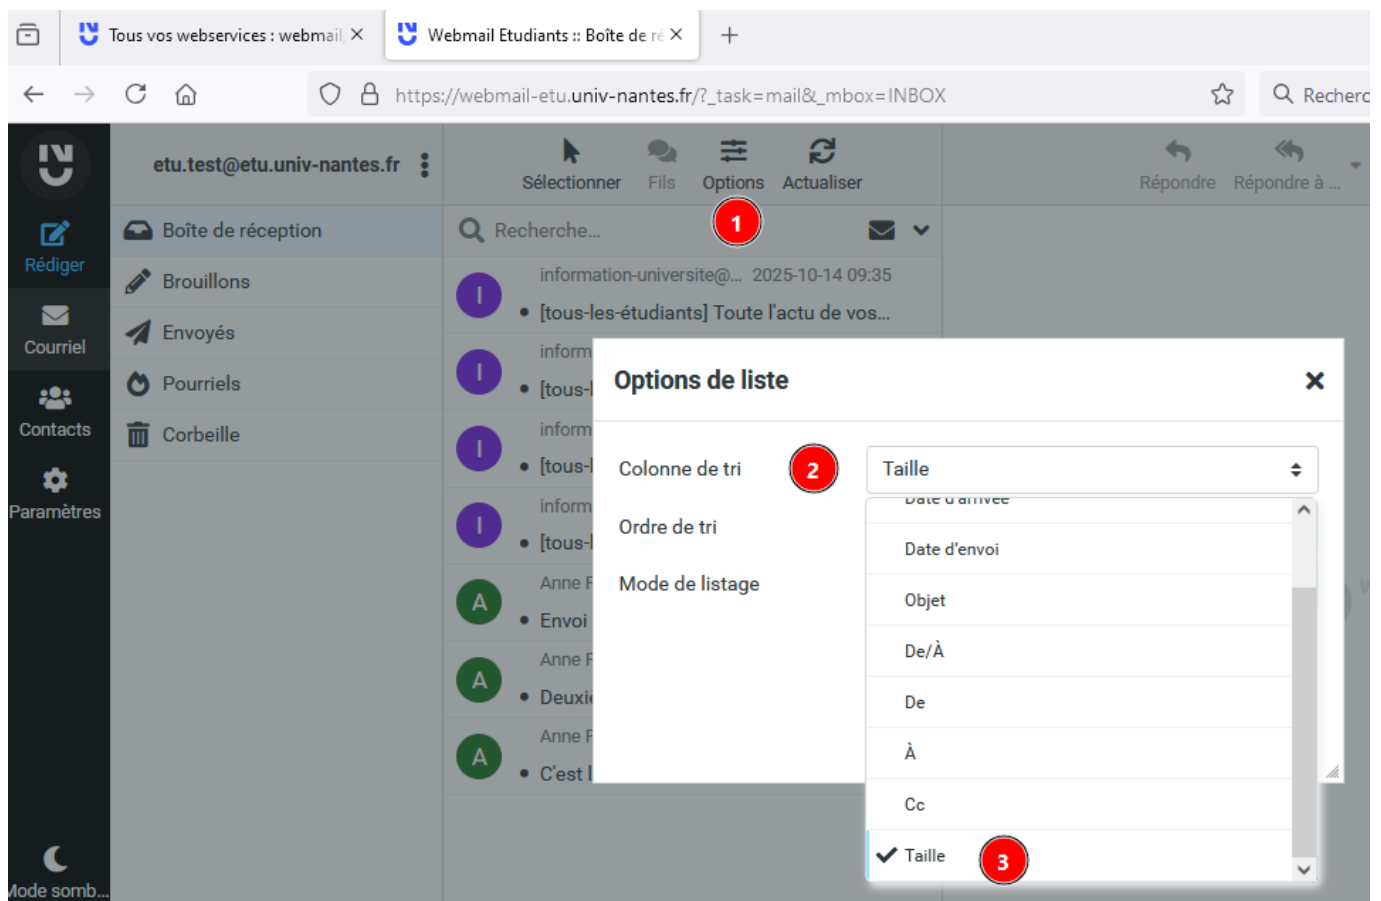 Tous vos webservices : webmail,
Webmail Etudiants :: Boîte de ré
https://webmail-etu.univ-nantes.fr/?_task=mail&_mbox=INBOX
Recherc
etu.test@etu.univ-nantes.fr
Sélectionner
Fils
Options
Actualiser
Répondre
Répondre à ...
1
Rédiger
Courriel
Contacts
Paramètres
Mode somb...
Boîte de réception
Brouillons
Envoyés
Pourriels
Corbeille
Recherche...
I
information-universite@... 2025-10-14 09:35
[tous-les-étudiants] Toute l'actu de vos...
I
inform
[tous-l
I
inform
[tous-l
I
inform
[tous-l
A
Anne F
Envoi
A
Anne F
Deuxiè
A
Anne F
C'est l
Options de liste
Colonne de tri
2
Taille
Ordre de tri
Mode de listage
Date d'arrivée
Date d'envoi
Objet
De/À
De
À
Cc
Taille
3